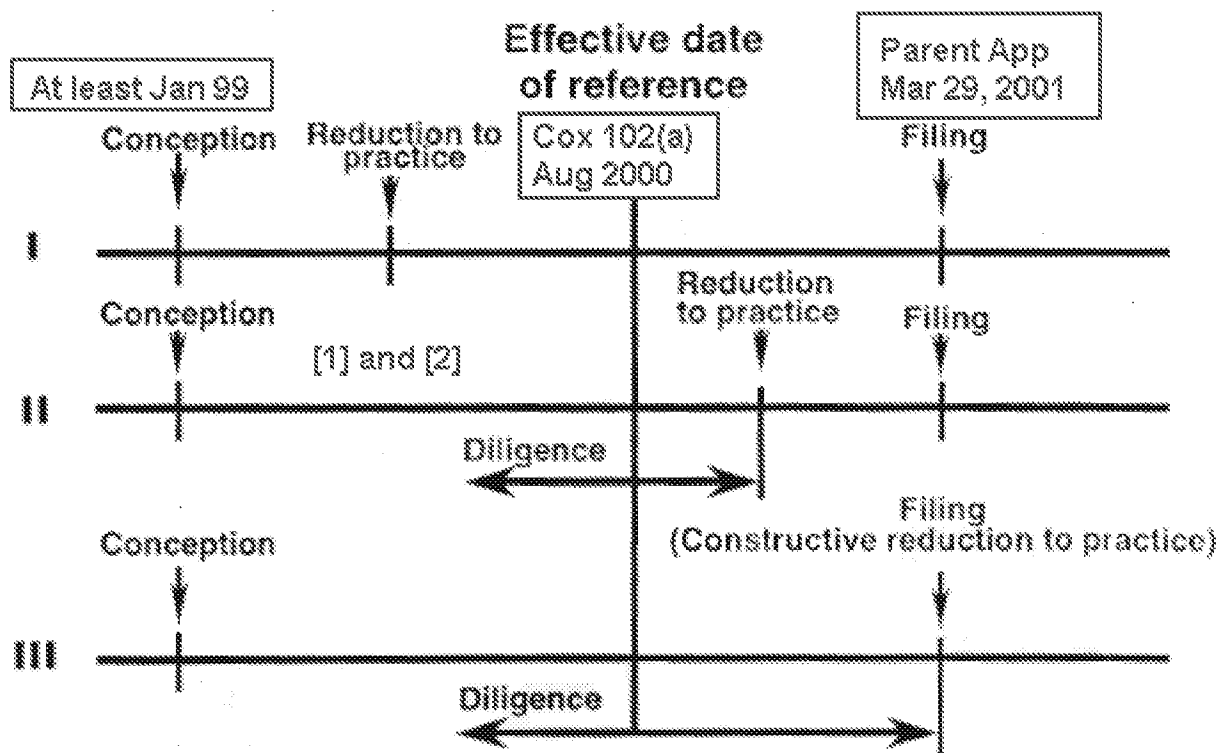 Effective date
of reference
Parent App
Mar 29, 2001
At least Jan 99
Conception
Reduction to
practice
Cox 102(a)
Aug 2000
Filing
I
Conception
[1] and [2]
Reduction
to practice
Filing
II
Diligence
Conception
Filing
(Constructive reduction to practice)
III
Diligence